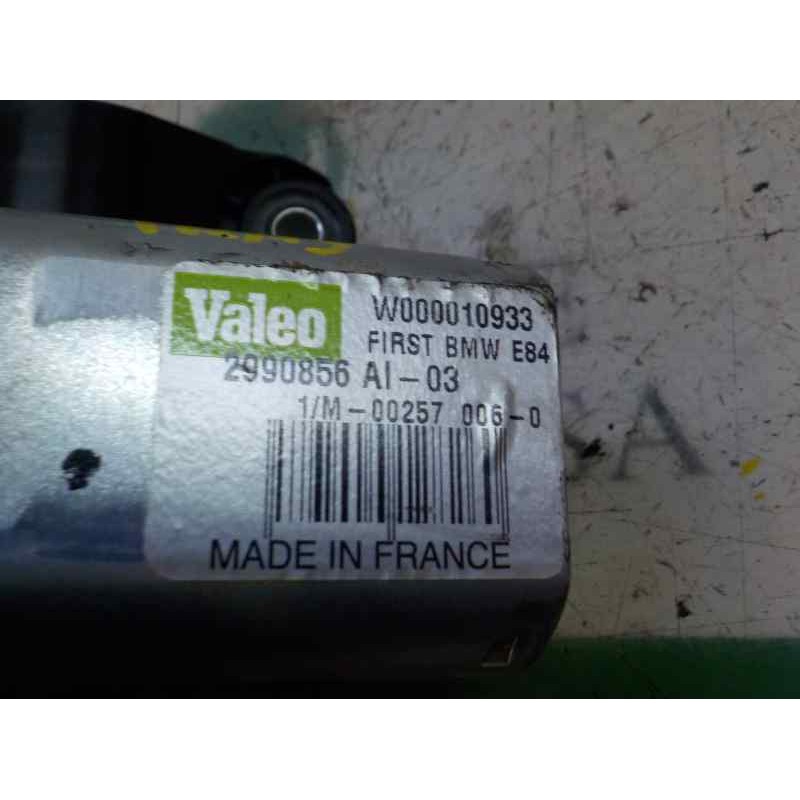 Valeo W000010933
FIRST BMW E84
2990856 AI-03
1/M-00257 006-0
MADE IN FRANCE